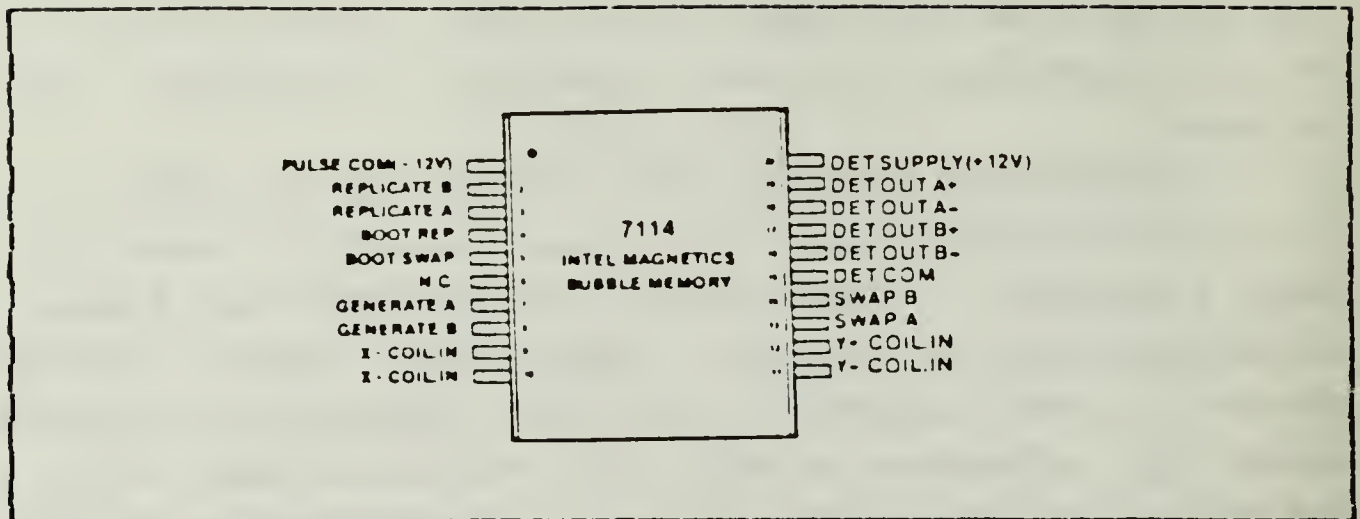 PULSE COM(-12V)
REPLICATE B
REPLICATE A
BOOT REP
BOOT SWAP
N C
GENERATE A
GENERATE B
X - COIL.IN
X - COIL.IN
7114
INTEL MAGNETICS
BUBBLE MEMORY
DET SUPPLY(+12V)
DET OUT A+
DET OUT A-
DET OUT B+
DET OUT B-
DET COM
SWAP B
SWAP A
Y+ COIL.IN
Y- COIL.IN